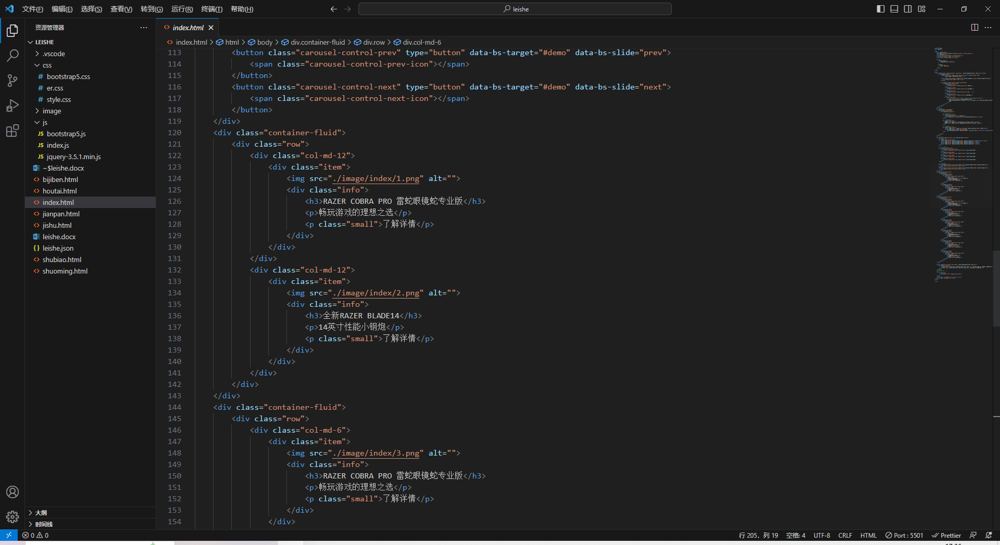 文件(F) 编辑(E) 选择(S) 查看(V) 转到(G) 运行(R) 终端(T) 帮助(H) leishe
资源管理器
index.html
index.html > html > body > div.container-fluid > div.row > div.col-md-6
LEISHE
.vscode
css
# bootstrap5.css
# er.css
# style.css
image
js
JS bootstrap5.js
JS index.js
JS jquery-3.5.1.min.js
~$leishe.docx
bijiben.html
houtai.html
index.html
jianpan.html
jishu.html
leishe.docx
leishe.json
shubiao.html
shuoming.html
大纲
时间线
113 <button class="carousel-control-prev" type="button" data-bs-target="#demo" data-bs-slide="prev">
114 <span class="carousel-control-prev-icon"></span>
115 </button>
116 <button class="carousel-control-next" type="button" data-bs-target="#demo" data-bs-slide="next">
117 <span class="carousel-control-next-icon"></span>
118 </button>
119 </div>
120 <div class="container-fluid">
121 <div class="row">
122 <div class="col-md-12">
123 <div class="item">
124 <img src="./image/index/1.png" alt="">
125 <div class="info">
126 <h3>RAZER COBRA PRO 雷蛇眼镜蛇专业版</h3>
127 <p>畅玩游戏的理想之选</p>
128 <p class="small">了解详情</p>
129 </div>
130 </div>
131 </div>
132 <div class="col-md-12">
133 <div class="item">
134 <img src="./image/index/2.png" alt="">
135 <div class="info">
136 <h3>全新RAZER BLADE14</h3>
137 <p>14英寸性能小钢炮</p>
138 <p class="small">了解详情</p>
139 </div>
140 </div>
141 </div>
142 </div>
143 </div>
144 <div class="container-fluid">
145 <div class="row">
146 <div class="col-md-6">
147 <div class="item">
148 <img src="./image/index/3.png" alt="">
149 <div class="info">
150 <h3>RAZER COBRA PRO 雷蛇眼镜蛇专业版</h3>
151 <p>畅玩游戏的理想之选</p>
152 <p class="small">了解详情</p>
153 </div>
154 </div>
0 0 行 205，列 19 空格: 4 UTF-8 CRLF HTML Port : 5501 Prettier